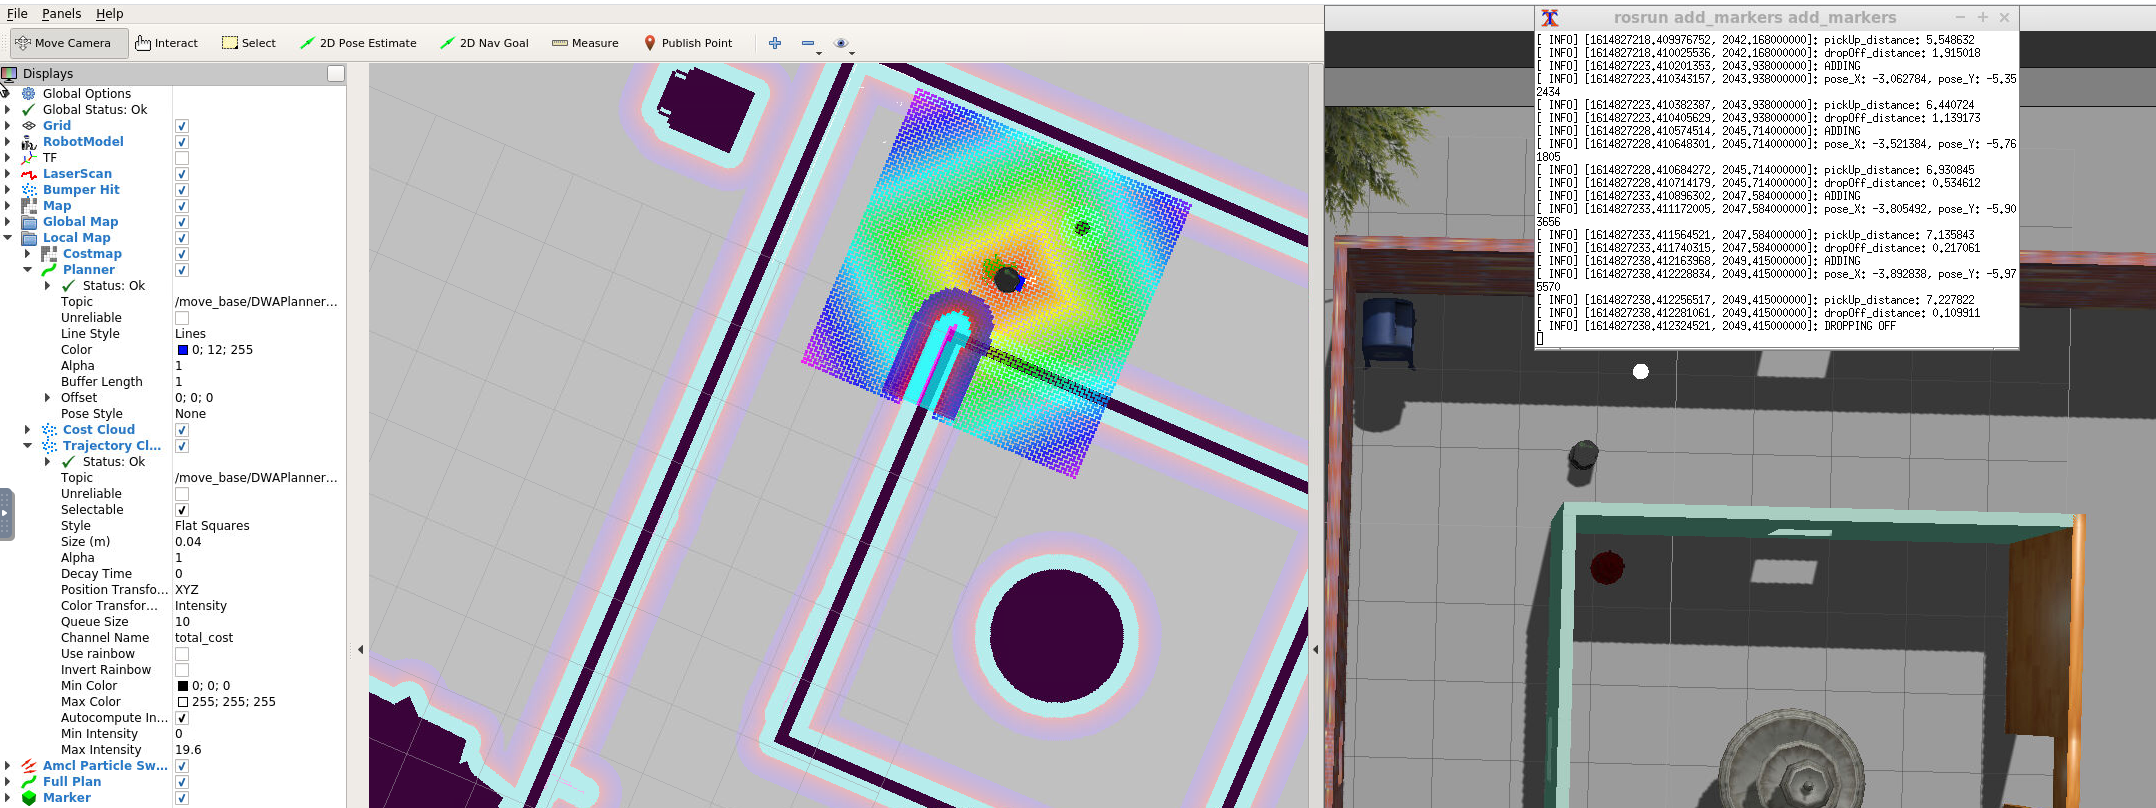 File Panels Help
Move Camera Interact Select 2D Pose Estimate 2D Nav Goal Measure Publish Point
Displays
Global Options
Global Status: Ok
Grid
RobotModel
TF
LaserScan
Bumper Hit
Map
Global Map
Local Map
Costmap
Planner
Status: Ok
Topic /move_base/DWAPlanner...
Unreliable
Line Style Lines
Color 0; 12; 255
Alpha 1
Buffer Length 1
Offset 0; 0; 0
Pose Style None
Cost Cloud
Trajectory Cl...
Status: Ok
Topic /move_base/DWAPlanner...
Unreliable
Selectable
Style Flat Squares
Size (m) 0.04
Alpha 1
Decay Time 0
Position Transfo... XYZ
Color Transfor... Intensity
Queue Size 10
Channel Name total_cost
Use rainbow
Invert Rainbow
Min Color 0; 0; 0
Max Color 255; 255; 255
Autocompute In...
Min Intensity 0
Max Intensity 19.6
Amcl Particle Sw...
Full Plan
Marker
rosrun add_markers add_markers
[ INFO] [1614827218.409976752, 2042.168000000]: pickUp_distance: 5.548632
[ INFO] [1614827218.410025536, 2042.168000000]: dropOff_distance: 1.915018
[ INFO] [1614827223.410201353, 2043.938000000]: ADDING
[ INFO] [1614827223.410343157, 2043.938000000]: pose_X: -3.062784, pose_Y: -5.35
2434
[ INFO] [1614827223.410382387, 2043.938000000]: pickUp_distance: 6.440724
[ INFO] [1614827223.410405629, 2043.938000000]: dropOff_distance: 1.139173
[ INFO] [1614827228.410574514, 2045.714000000]: ADDING
[ INFO] [1614827228.410648301, 2045.714000000]: pose_X: -3.521384, pose_Y: -5.76
1805
[ INFO] [1614827228.410684272, 2045.714000000]: pickUp_distance: 6.930845
[ INFO] [1614827228.410714179, 2045.714000000]: dropOff_distance: 0.534612
[ INFO] [1614827233.410896302, 2047.584000000]: ADDING
[ INFO] [1614827233.411172005, 2047.584000000]: pose_X: -3.805492, pose_Y: -5.90
3656
[ INFO] [1614827233.411564521, 2047.584000000]: pickUp_distance: 7.135843
[ INFO] [1614827233.411740315, 2047.584000000]: dropOff_distance: 0.217061
[ INFO] [1614827238.412163968, 2049.415000000]: ADDING
[ INFO] [1614827238.412228834, 2049.415000000]: pose_X: -3.892838, pose_Y: -5.97
5570
[ INFO] [1614827238.412256517, 2049.415000000]: pickUp_distance: 7.227822
[ INFO] [1614827238.412281061, 2049.415000000]: dropOff_distance: 0.109911
[ INFO] [1614827238.412324521, 2049.415000000]: DROPPING OFF